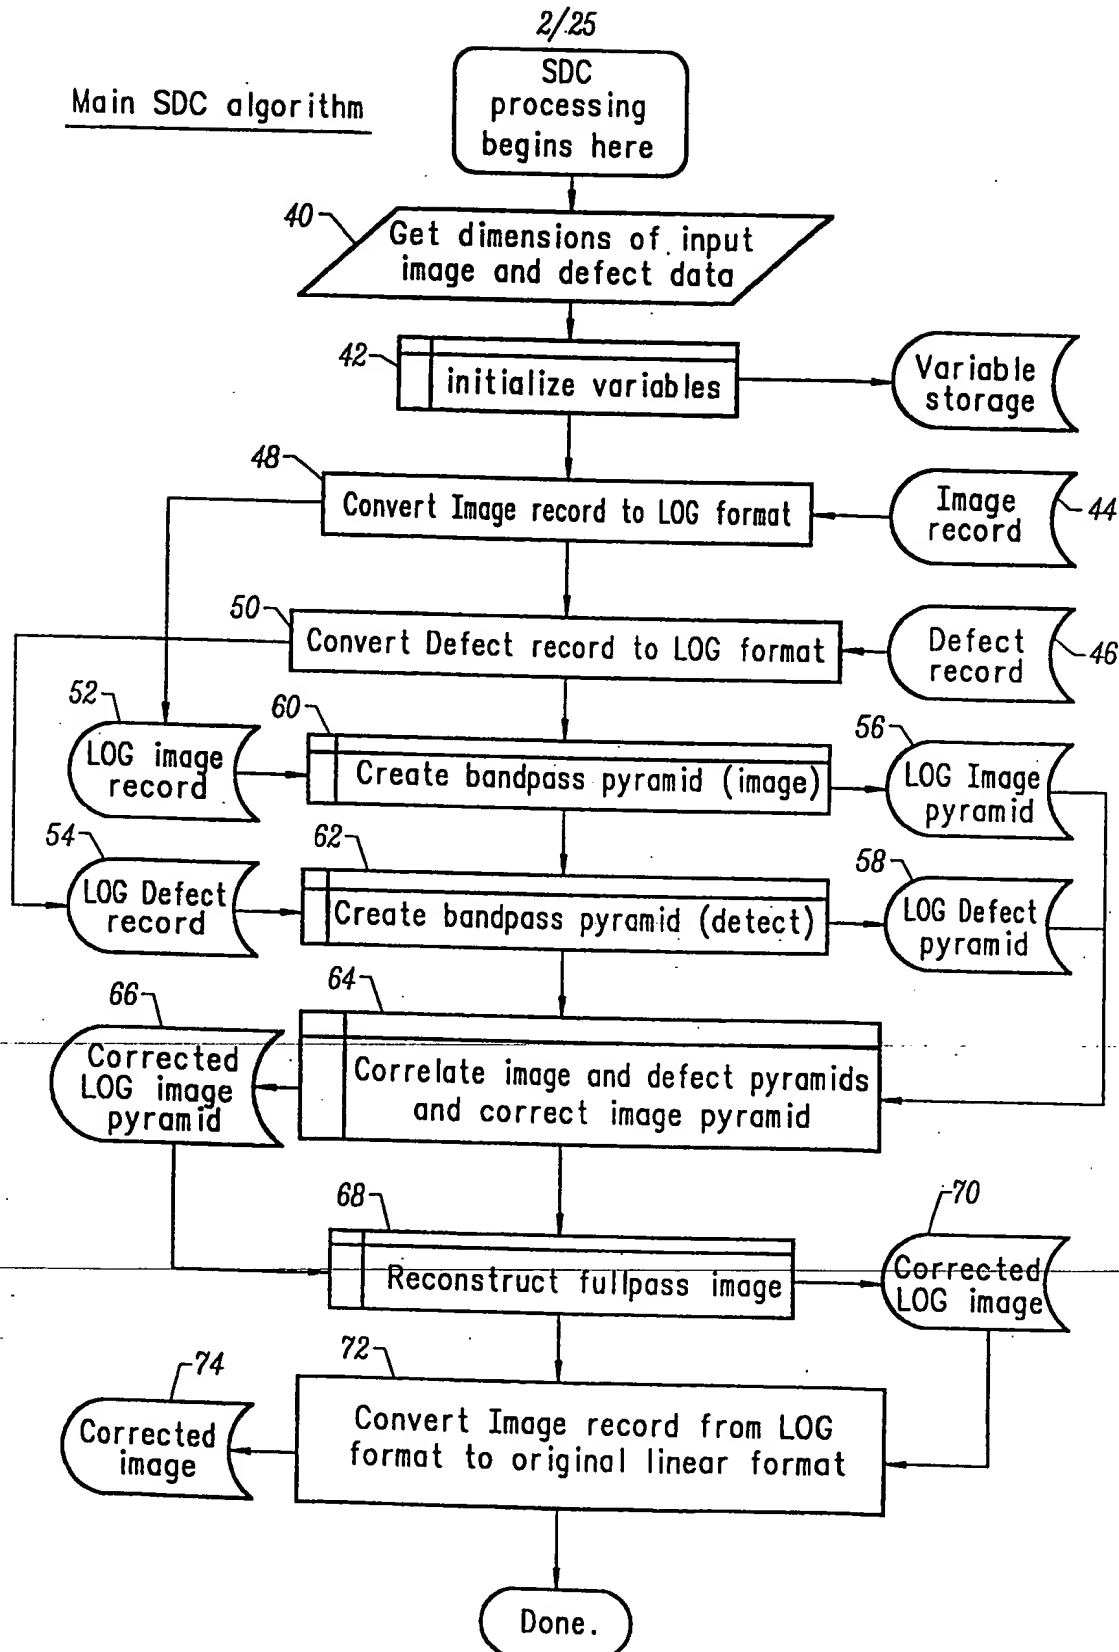 2/25
Main SDC algorithm
SDC
processing
begins here
40
Get dimensions of input
image and defect data
42
initialize variables
Variable
storage
48
Convert Image record to LOG format
Image
record
44
50
Convert Defect record to LOG format
Defect
record
46
52
LOG image
record
60
Create bandpass pyramid (image)
56
LOG Image
pyramid
54
LOG Defect
record
62
Create bandpass pyramid (detect)
58
LOG Defect
pyramid
64
Correlate image and defect pyramids
and correct image pyramid
66
Corrected
LOG image
pyramid
68
Reconstruct fullpass image
70
Corrected
LOG image
72
Convert Image record from LOG
format to original linear format
74
Corrected
image
Done.